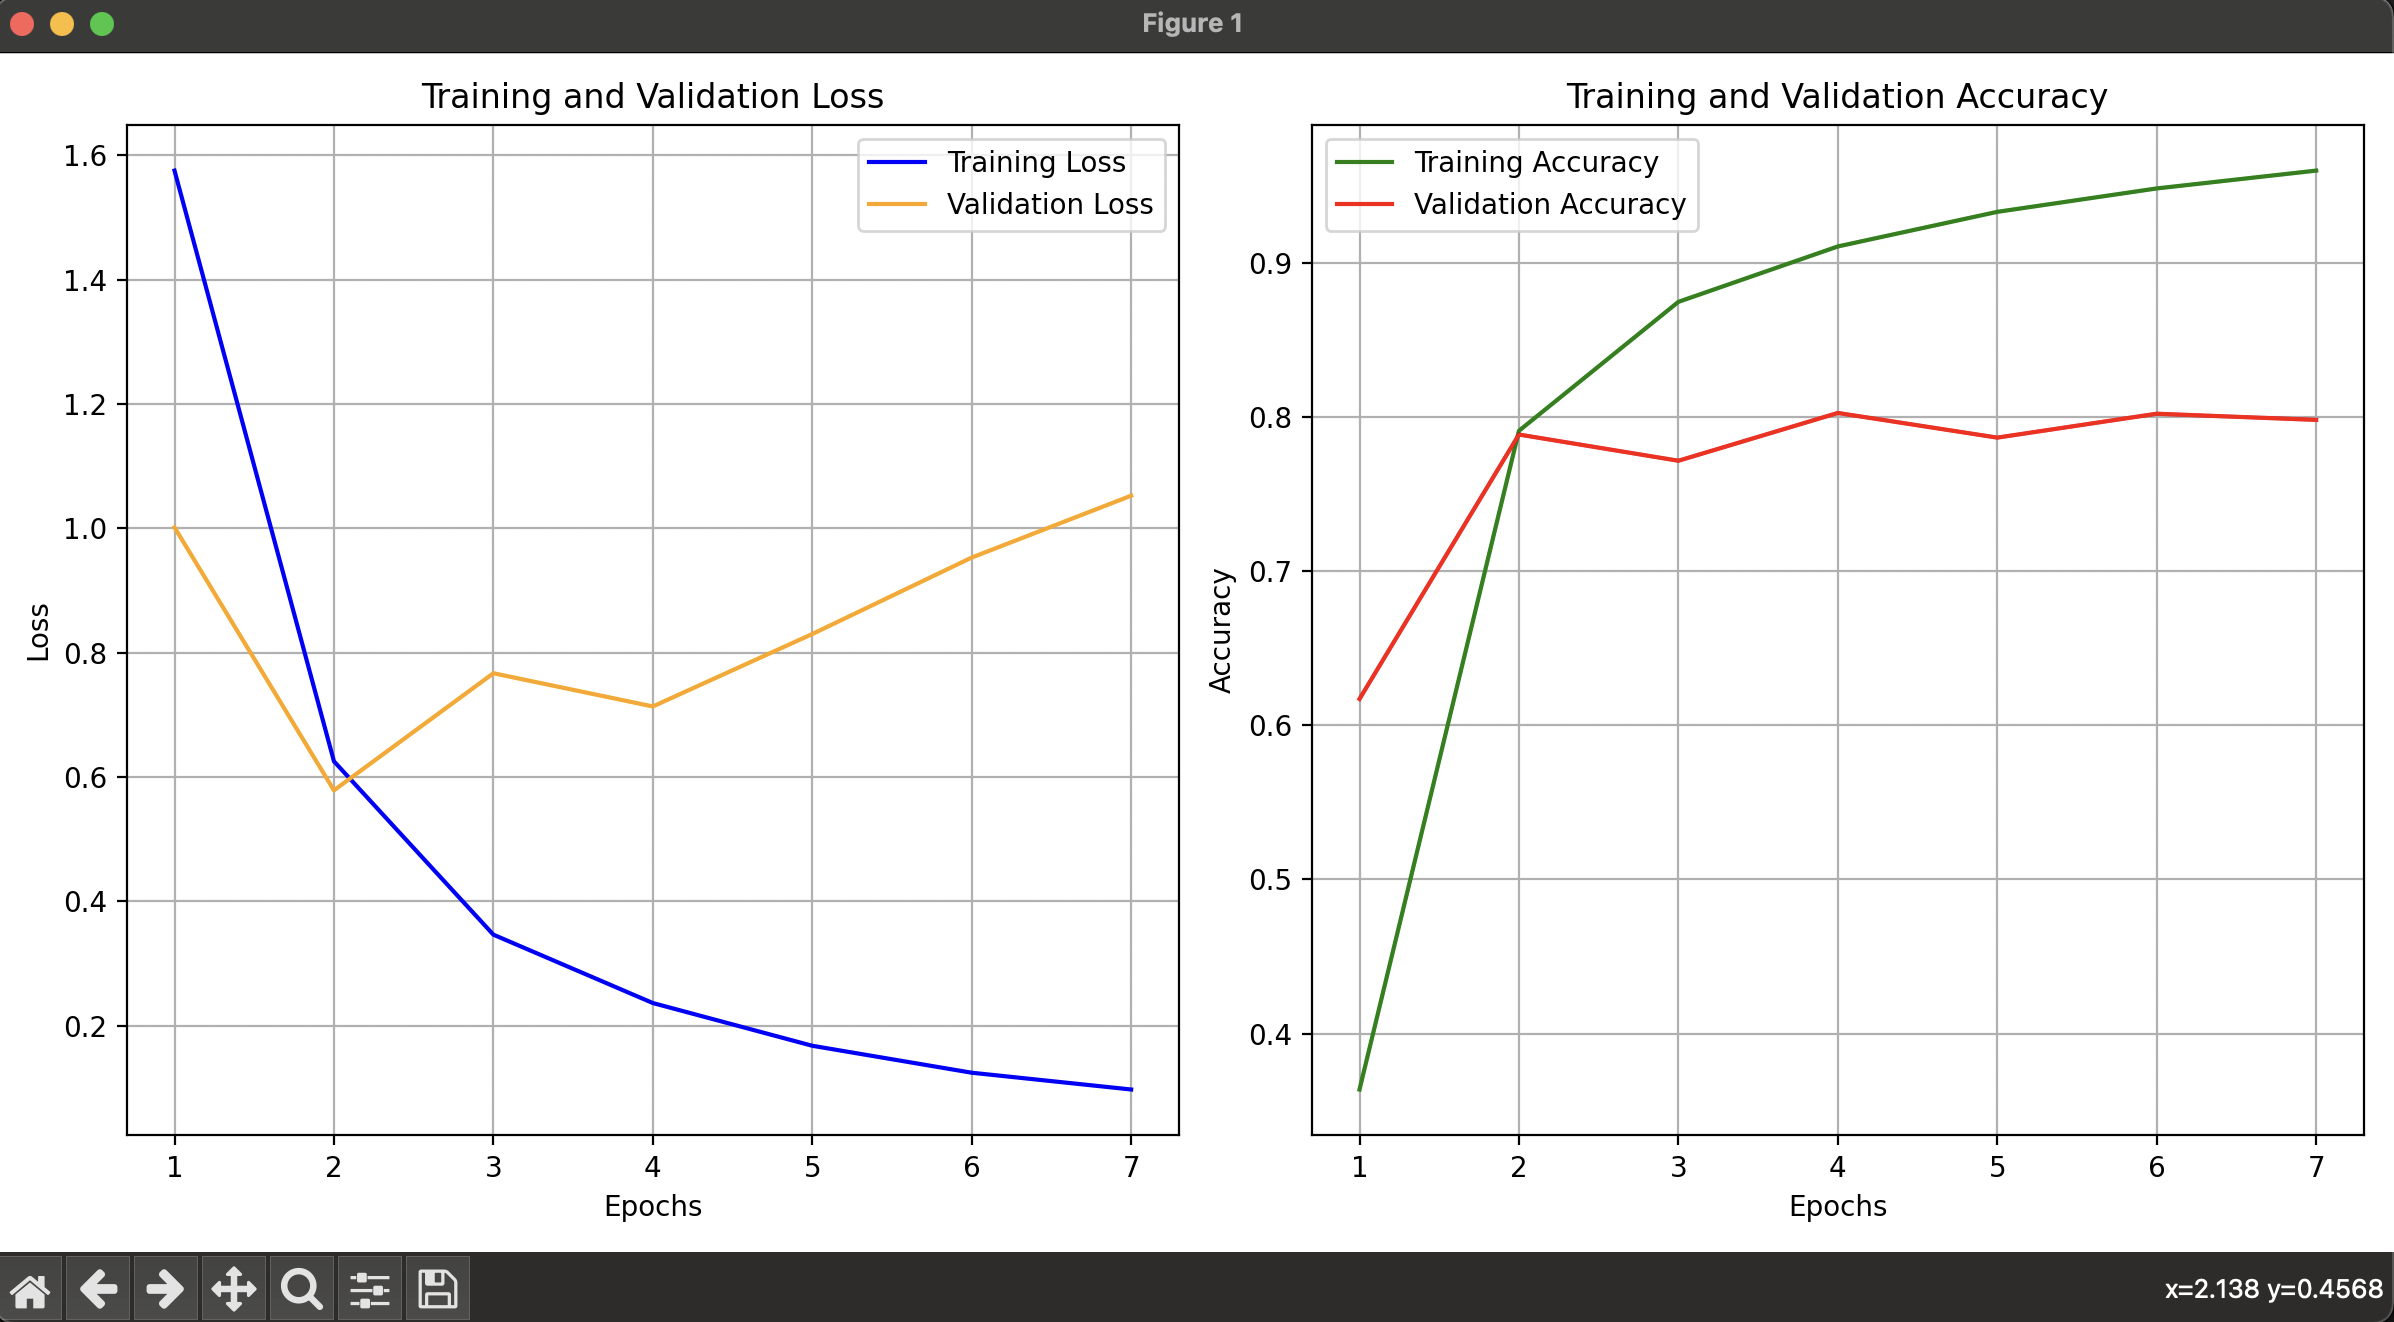 Figure 1
Training and Validation Loss
Training Loss
Validation Loss
1.6
1.4
1.2
1.0
0.8
0.6
0.4
0.2
Loss
1 2 3 4 5 6 7
Epochs
Training and Validation Accuracy
Training Accuracy
Validation Accuracy
0.9
0.8
0.7
0.6
0.5
0.4
Accuracy
1 2 3 4 5 6 7
Epochs
x=2.138 y=0.4568